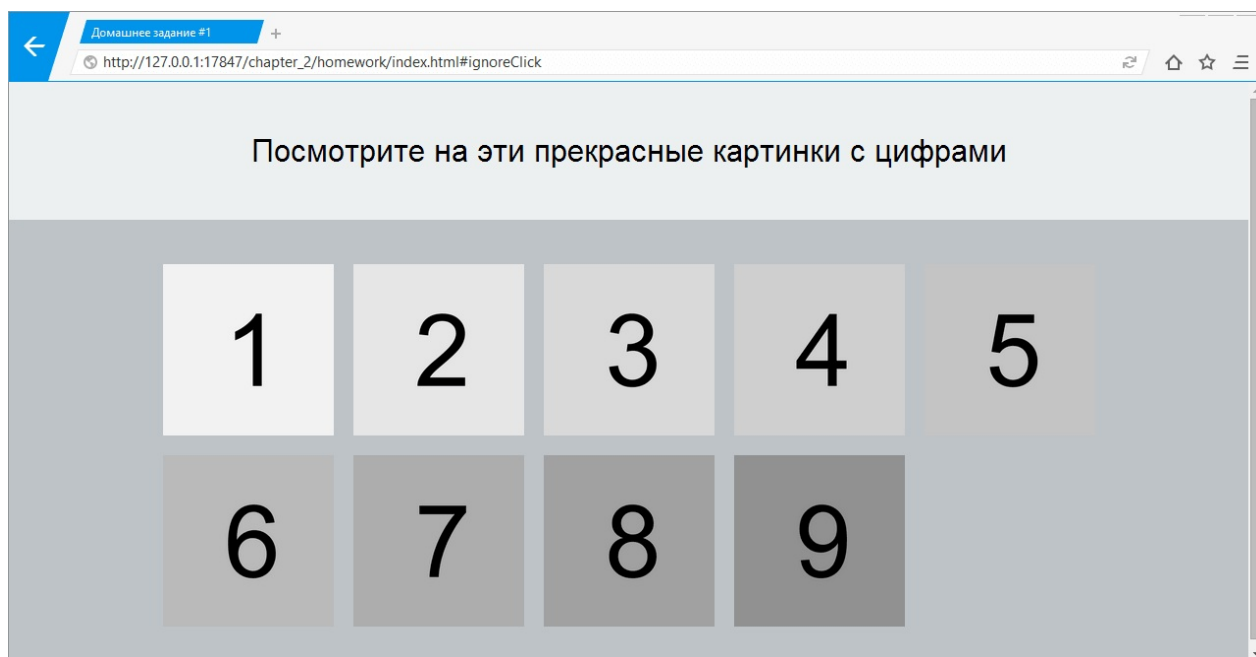 Домашнее задание #1
http://127.0.0.1:17847/chapter_2/homework/index.html#ignoreClick
Посмотрите на эти прекрасные картинки с цифрами
1 2 3 4 5
6 7 8 9